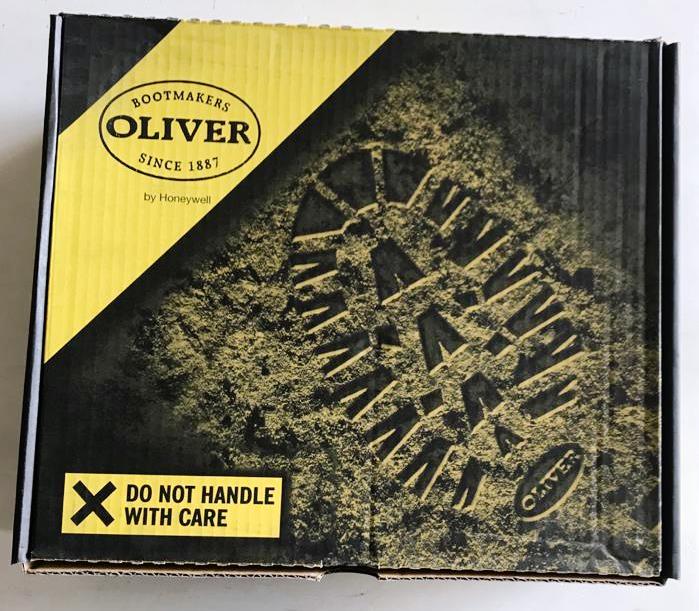 BOOTMAKERS
OLIVER
SINCE 1887
by Honeywell
DO NOT HANDLE
WITH CARE
OLIVER